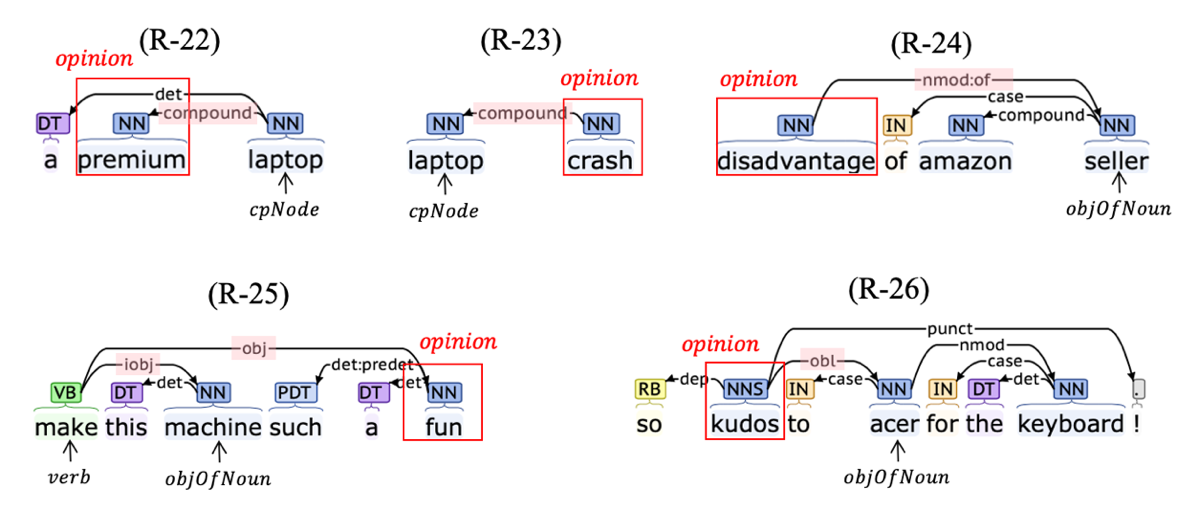 (R-22) (R-23) (R-24)
opinion opinion opinion
nmod:of
det case
compound compound compound
DT NN NN NN NN NN IN NN NN
a premium laptop laptop crash disadvantage of amazon seller
cpNode cpNode objOfNoun
(R-25) (R-26)
opinion opinion
obj punct
nmod
iobj det:predet obl case
det det dep case det
VB DT NN PDT DT NN RB NNS IN NN IN DT NN .
make this machine such a fun so kudos to acer for the keyboard !
verb objOfNoun objOfNoun